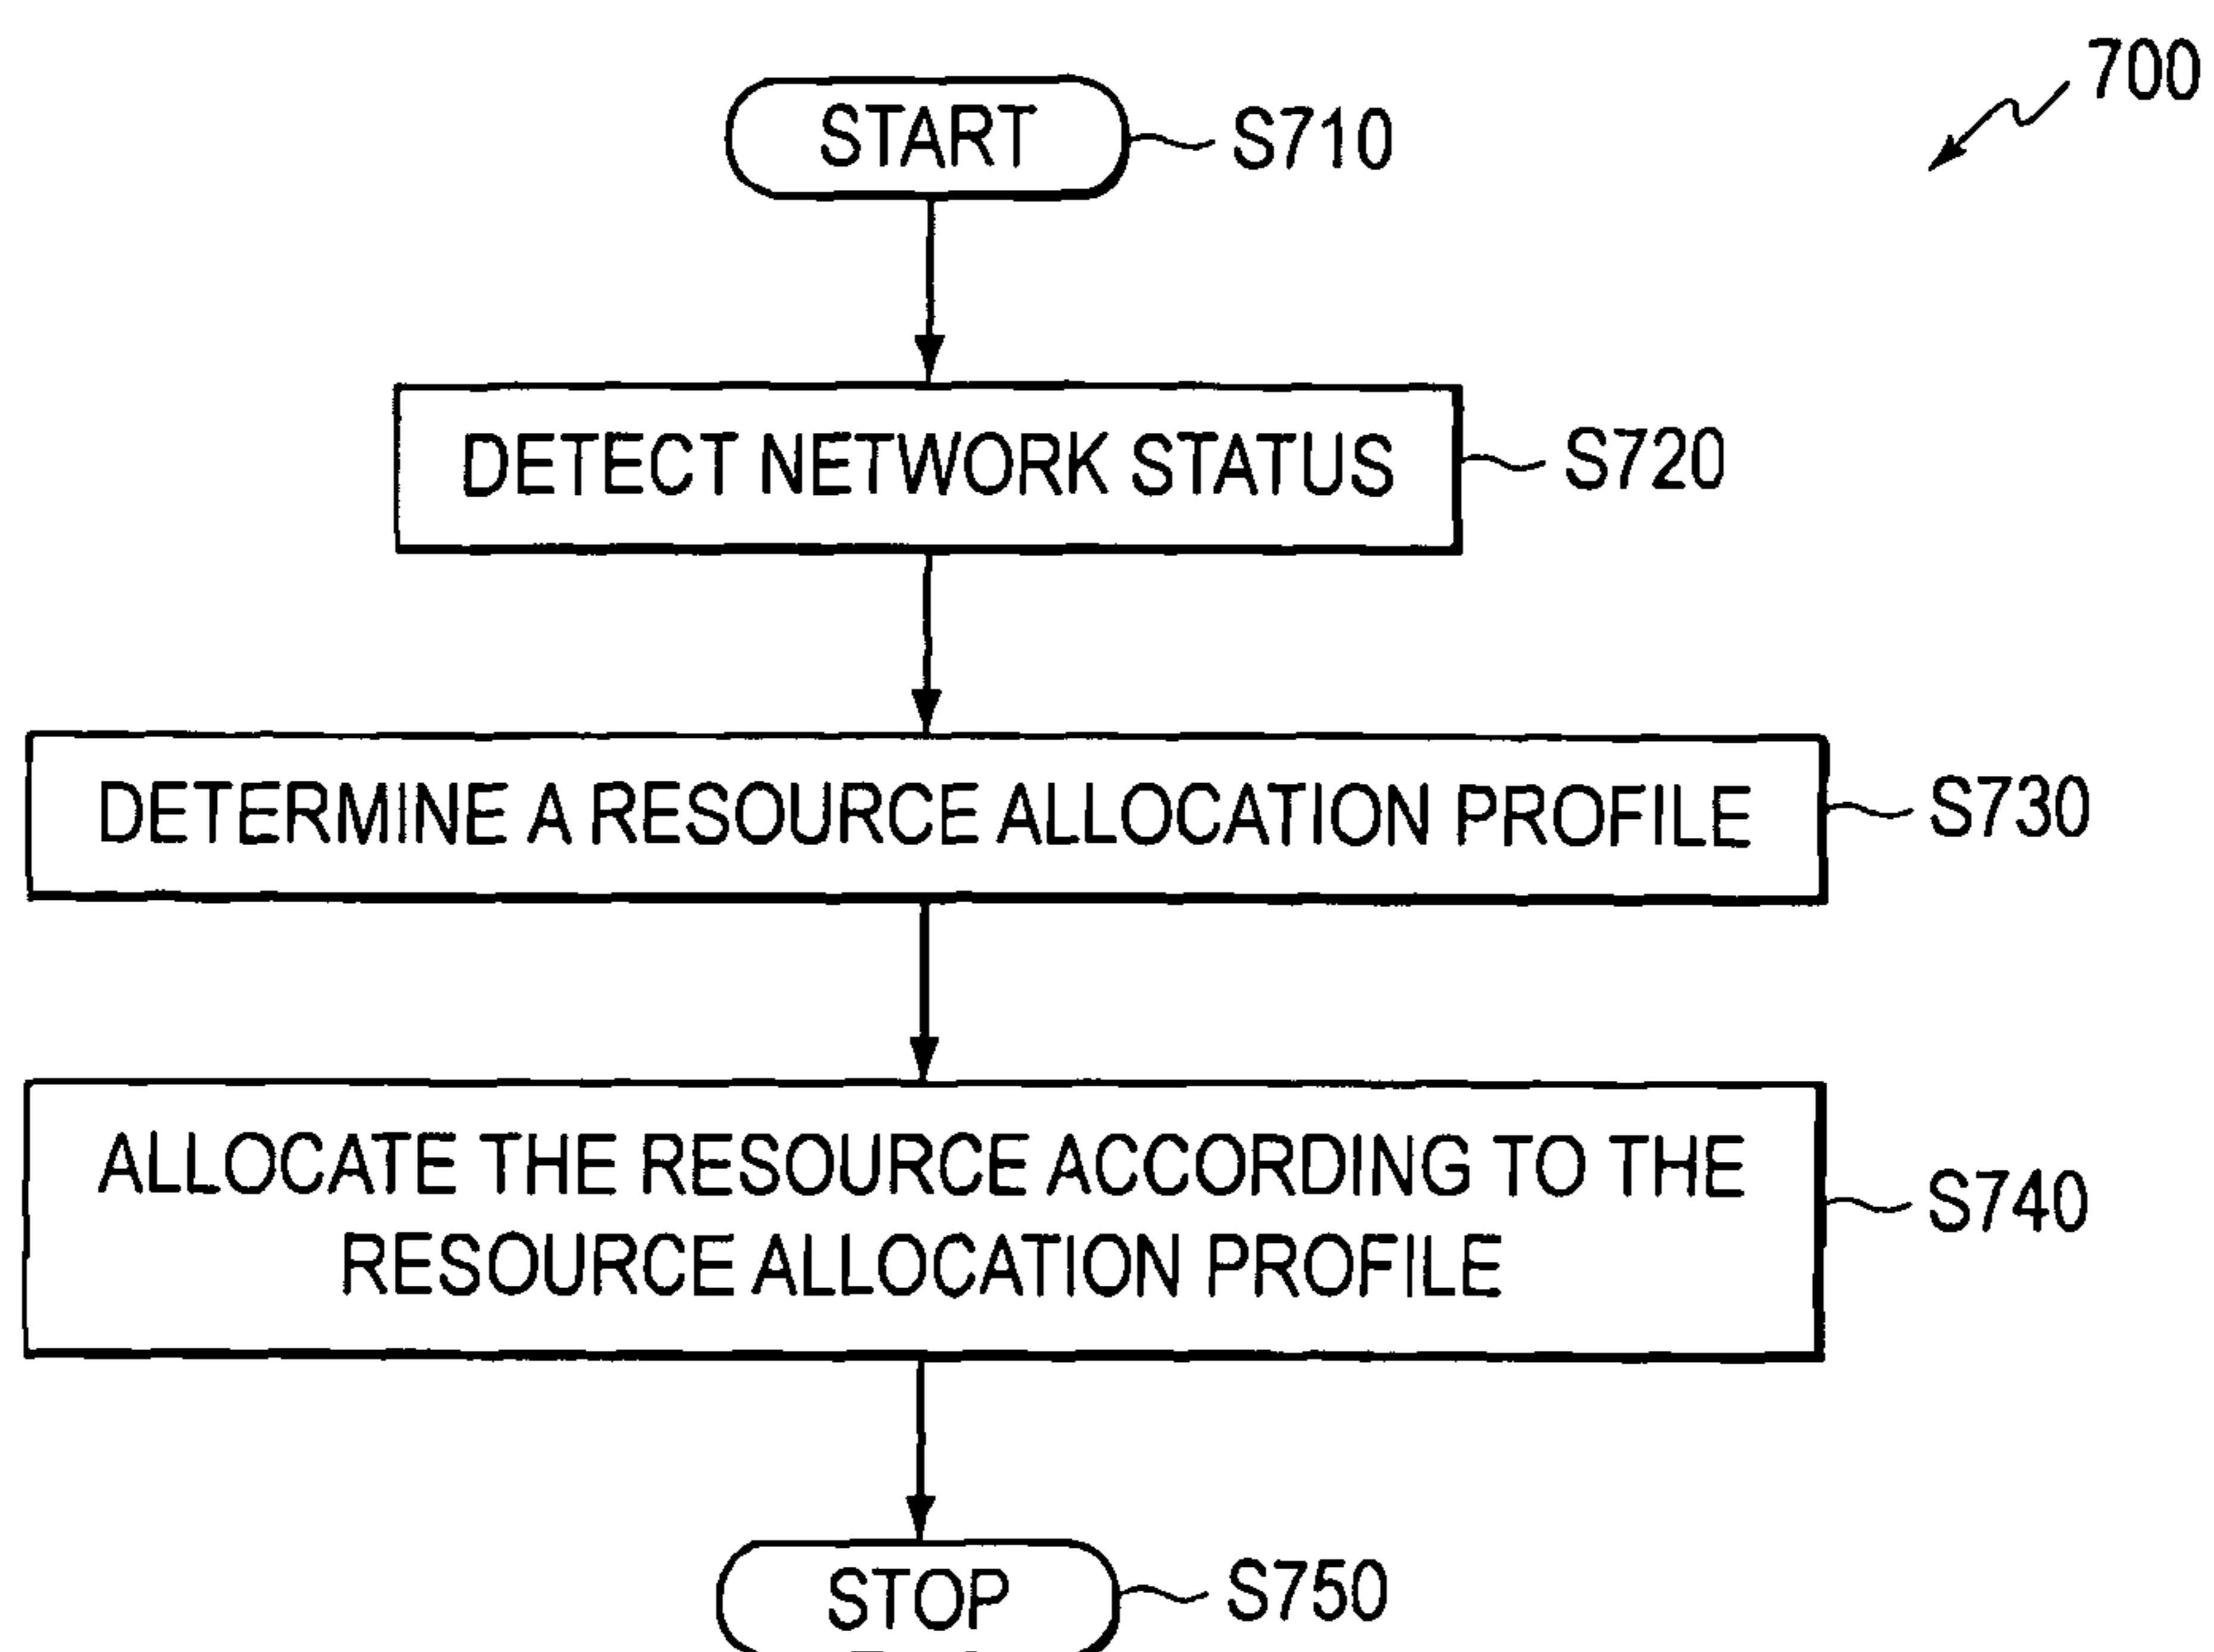 700
START
S710
DETECT NETWORK STATUS
S720
DETERMINE A RESOURCE ALLOCATION PROFILE
S730
ALLOCATE THE RESOURCE ACCORDING TO THE
RESOURCE ALLOCATION PROFILE
S740
STOP
S750